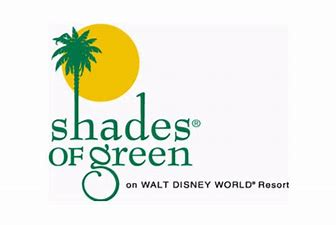 shades®
OF green
on WALT DISNEY WORLD® Resort